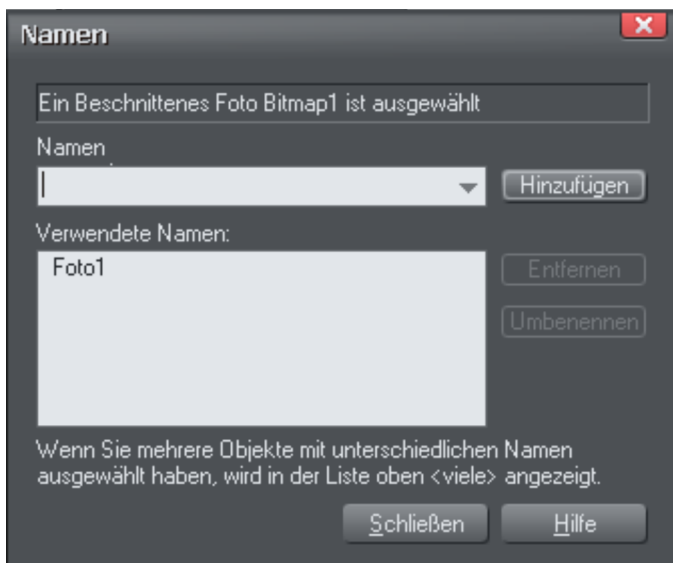 Namen
Ein Beschnittenes Foto Bitmap1 ist ausgewählt
Namen
Hinzufügen
Verwendete Namen:
Foto1
Entfernen
Umbenennen
Wenn Sie mehrere Objekte mit unterschiedlichen Namen
ausgewählt haben, wird in der Liste oben <viele> angezeigt.
Schließen Hilfe